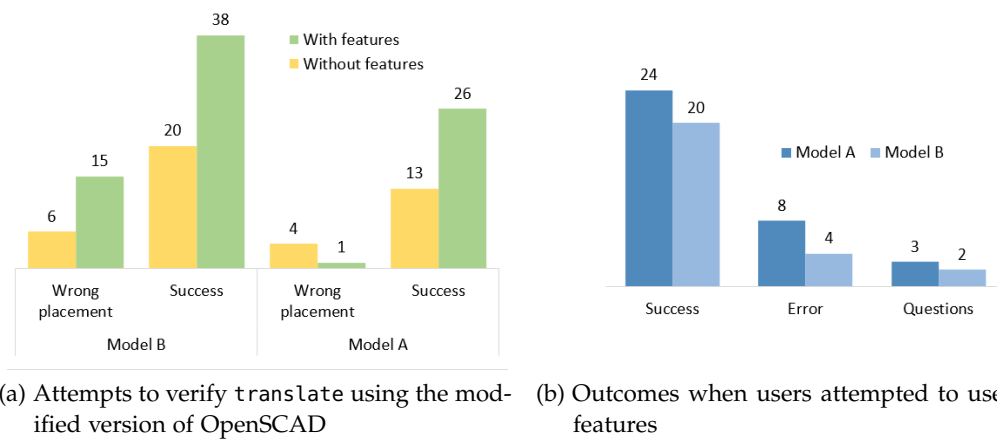 38
With features
Without features
26
20
15
13
6
4
1
Wrong placement
Success
Wrong placement
Success
Model B
Model A
(a) Attempts to verify translate using the mod-
ified version of OpenSCAD
24
20
Model A
Model B
8
4
3
2
Success
Error
Questions
(b) Outcomes when users attempted to use
features